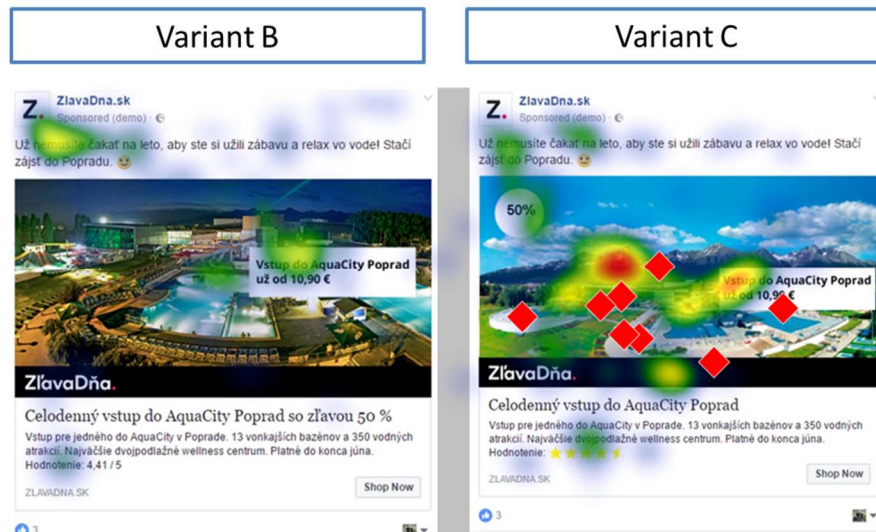 Variant B
Variant C
Z.
ZlavaDna.sk
Sponsored (demo) ·
Už nemusíte čakať na leto, aby ste si užili zábavu a relax vo vode! Stačí
zájsť do Popradu.
Vstup do AquaCity Poprad
už od 10,90 €
ZľavaDňa.
Celodenný vstup do AquaCity Poprad so zľavou 50 %
Vstup pre jedného do AquaCity v Poprade. 13 vonkajších bazénov a 350 vodných
atrakcií. Najväčšie dvojpodlažné wellness centrum. Platné do konca júna.
Hodnotenie: 4,41 / 5
ZLAVADNA.SK
Shop Now
3
Z.
ZlavaDna.sk
Sponsored (demo) ·
Už nemusíte čakať na leto, aby ste si užili zábavu a relax vo vode! Stačí
zájsť do Popradu.
50%
Vstup do AquaCity Poprad
už od 10,90 €
ZľavaDňa.
Celodenný vstup do AquaCity Poprad
Vstup pre jedného do AquaCity v Poprade. 13 vonkajších bazénov a 350 vodných
atrakcií. Najväčšie dvojpodlažné wellness centrum. Platné do konca júna.
Hodnotenie:
ZLAVADNA.SK
Shop Now
3